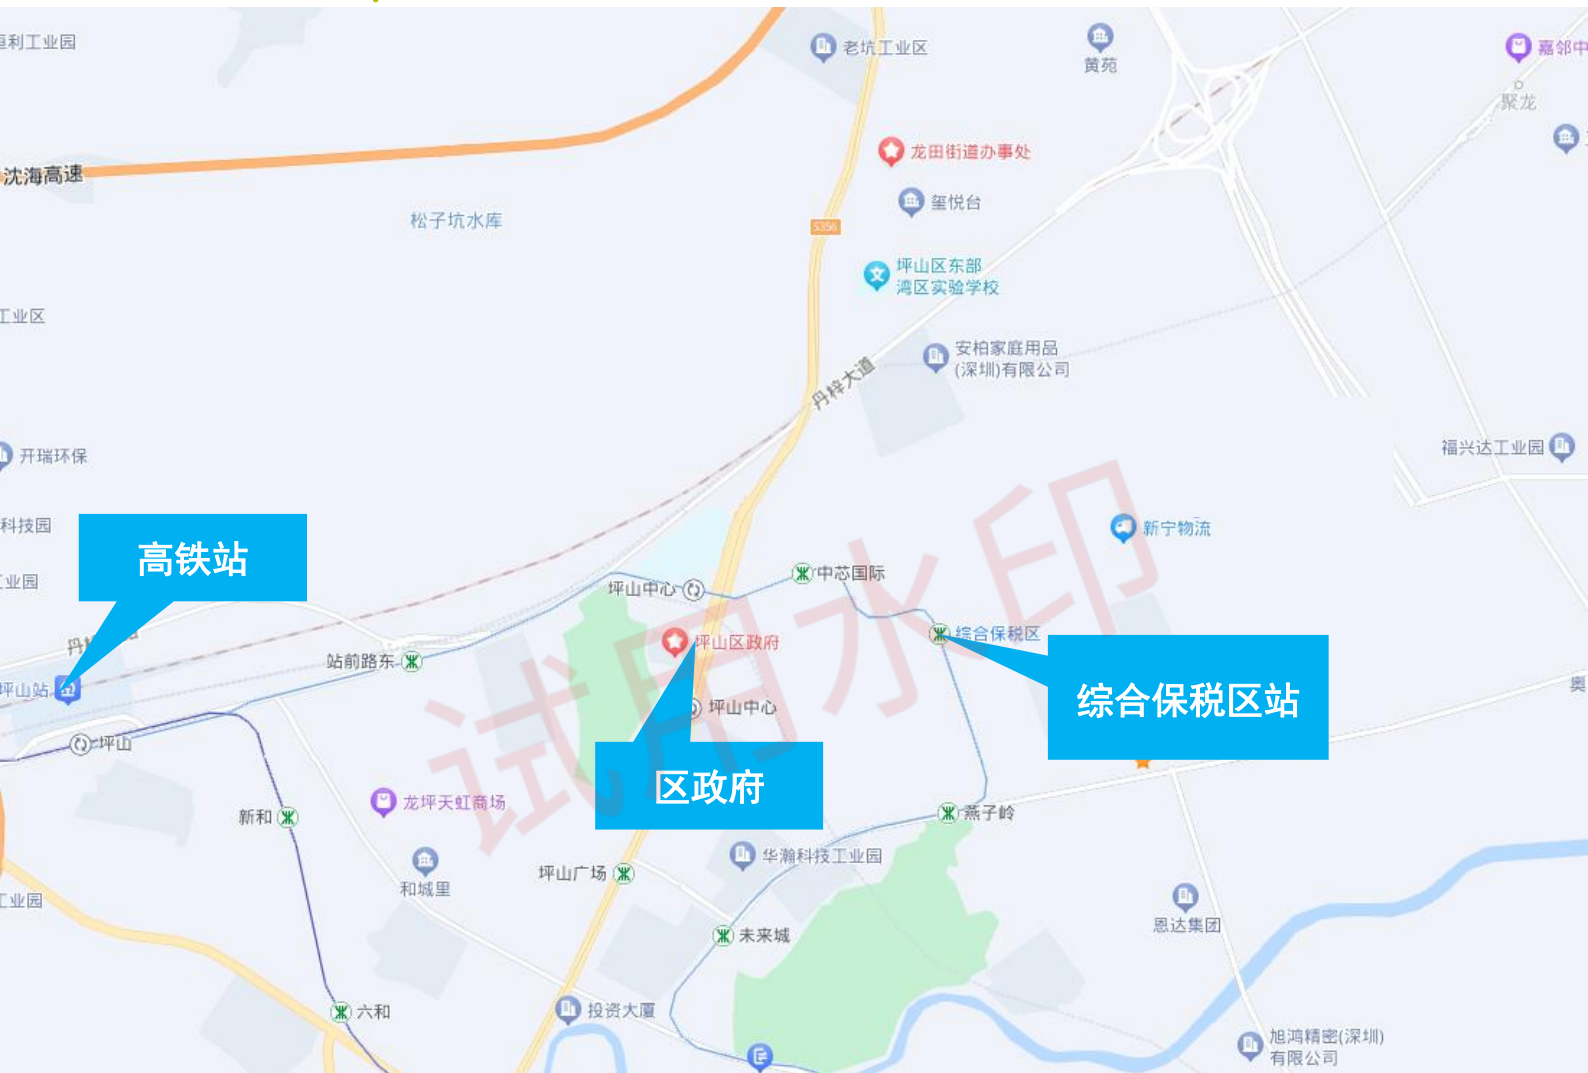 恒利工业园
老坑工业区
黄苑
嘉邻中
聚龙
沈海高速
龙田街道办事处
松子坑水库
玺悦台
S356
坪山区东部
湾区实验学校
工业区
安柏家庭用品
(深圳)有限公司
丹梓大道
开瑞环保
福兴达工业园
科技园
新宁物流
高铁站
工业园
坪山中心
中芯国际
综合保税区
坪山区政府
站前路东
坪山站
综合保税区站
奥
坪山中心
坪山
区政府
龙坪天虹商场
新和
燕子岭
华瀚科技工业园
坪山广场
和城里
工业园
恩达集团
未来城
投资大厦
六和
旭鸿精密(深圳)
有限公司
试用水印